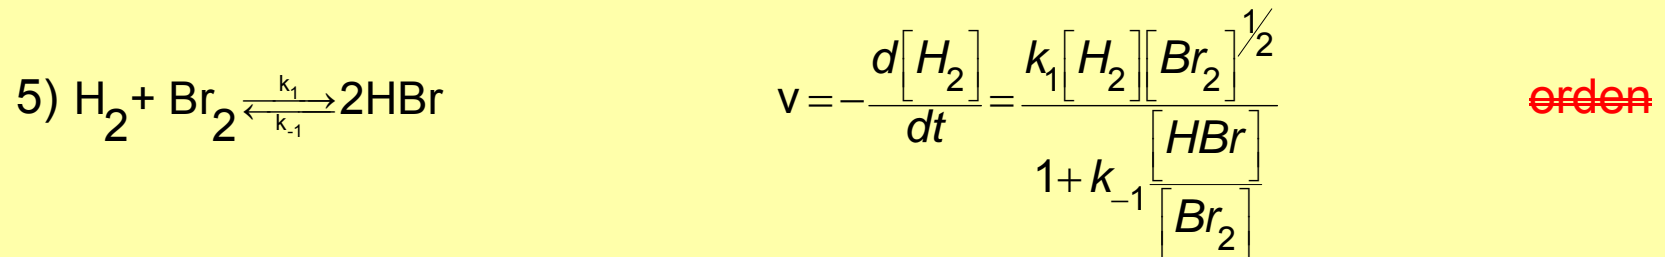 5) H₂ + Br₂ ⇌ 2HBr (k₁, k₋₁) v = −d[H₂]/dt = k₁[H₂][Br₂]^½ / (1 + k₋₁ [HBr]/[Br₂]) ~~orden~~